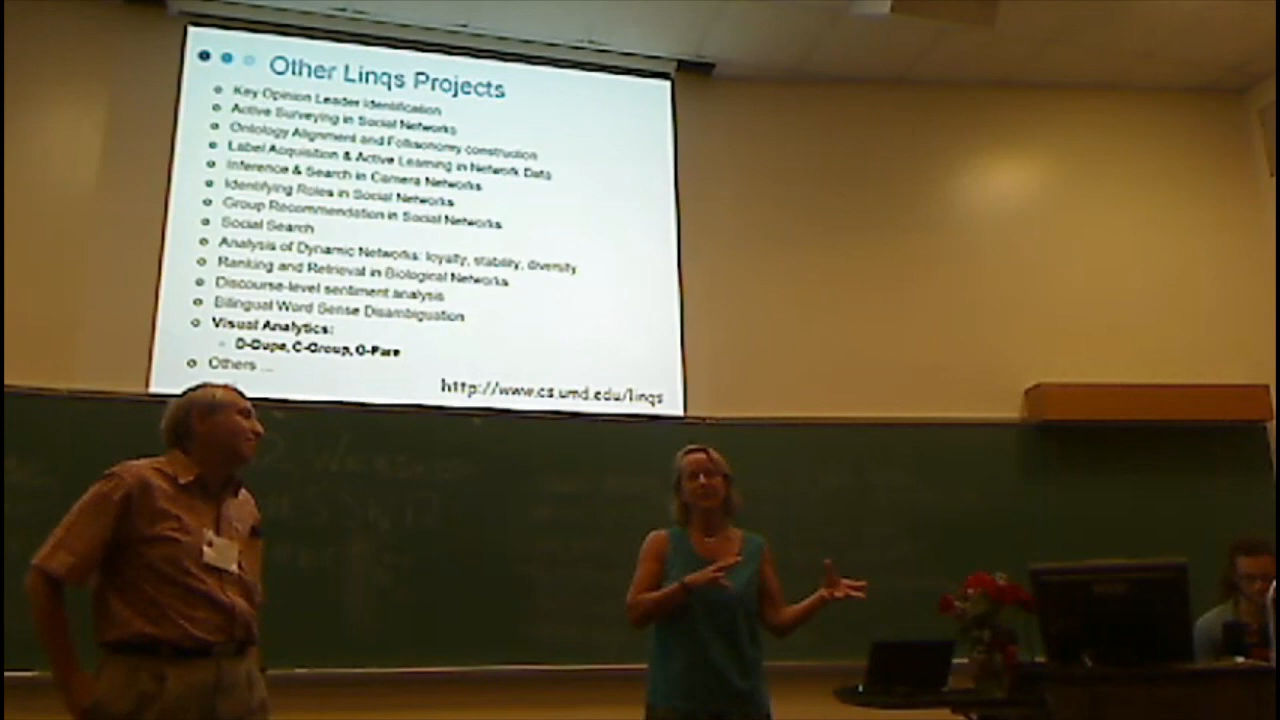 Other Linqs Projects
Key Opinion Leader Identification
Active Surveying in Social Networks
Ontology Alignment and Folksonomy construction
Label Acquisition & Active Learning in Network Data
Inference & Search in Camera Networks
Identifying Roles in Social Networks
Group Recommendation in Social Networks
Social Search
Analysis of Dynamic Networks: loyalty, stability, diversity
Ranking and Retrieval in Biological Networks
Discourse-level sentiment analysis
Bilingual Word Sense Disambiguation
Visual Analytics:
D-Dupe, C-Group, G-Pare
Others ...
http://www.cs.umd.edu/linqs